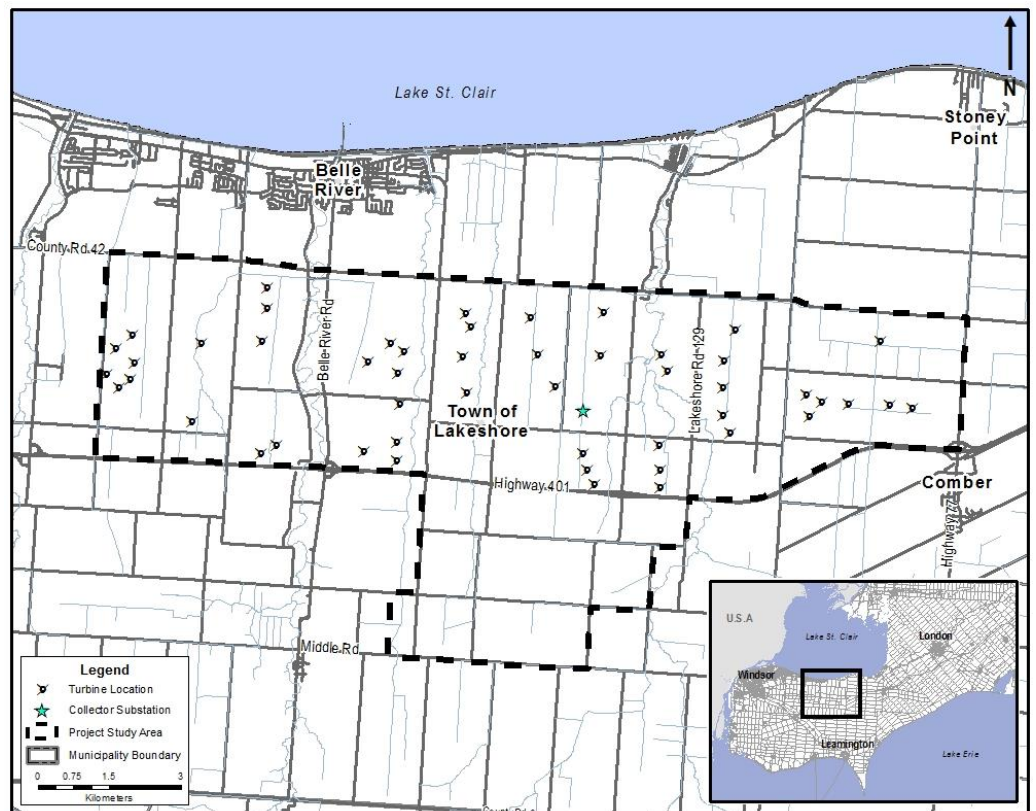 N
Lake St. Clair
Stoney
Point
Belle
River
County Rd 42
Belle River Rd
Lakeshore Rd 129
Town of
Lakeshore
Highway 401
Comber
Highway 77
Middle Rd
Legend
Turbine Location
Collector Substation
Project Study Area
Municipality Boundary
0 0.75 1.5 3
Kilometers
U.S.A
Lake St. Clair
London
Windsor
Leamington
Lake Erie